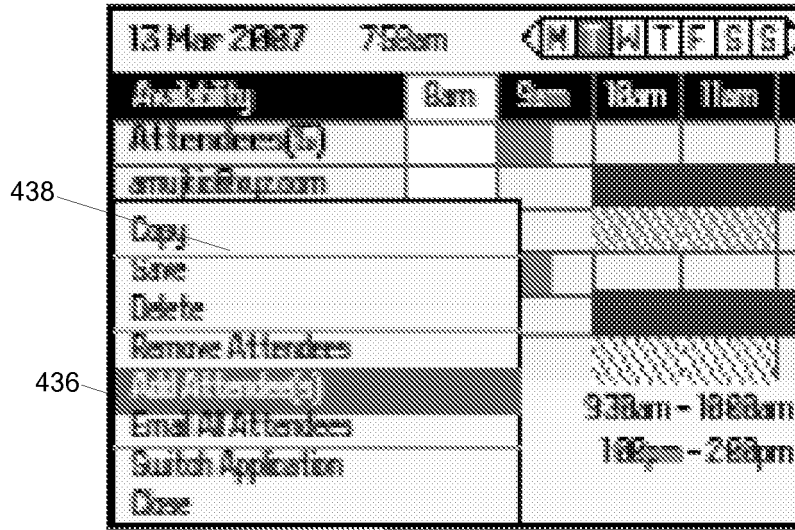 13 Mar 2007 7:59am M T W T F S S
Availability 8am 9am 10am 11am
Attendees(5)
438
Copy
Save
Delete
Remove Attendees
436 Add Attendee(s)
Email All Attendees
9:30am - 10:00am
Switch Application
1:00pm - 2:00pm
Close